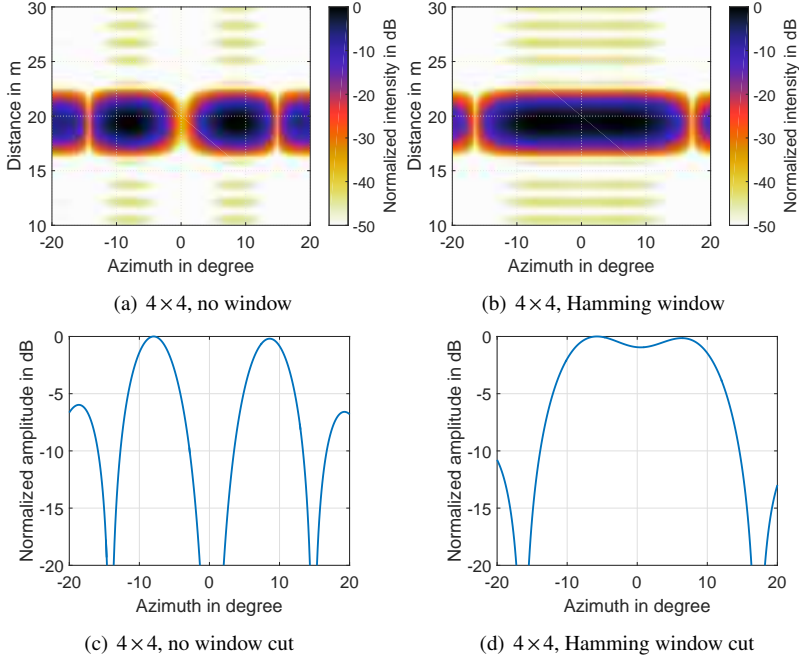 30
25
20
15
10
Distance in m
-20 -10 0 10 20
Azimuth in degree
0
-10
-20
-30
-40
-50
Normalized intensity in dB
(a) 4×4, no window
30
25
20
15
10
Distance in m
-20 -10 0 10 20
Azimuth in degree
0
-10
-20
-30
-40
-50
Normalized intensity in dB
(b) 4×4, Hamming window
0
-5
-10
-15
-20
Normalized amplitude in dB
-20 -10 0 10 20
Azimuth in degree
(c) 4×4, no window cut
0
-5
-10
-15
-20
Normalized amplitude in dB
-20 -10 0 10 20
Azimuth in degree
(d) 4×4, Hamming window cut